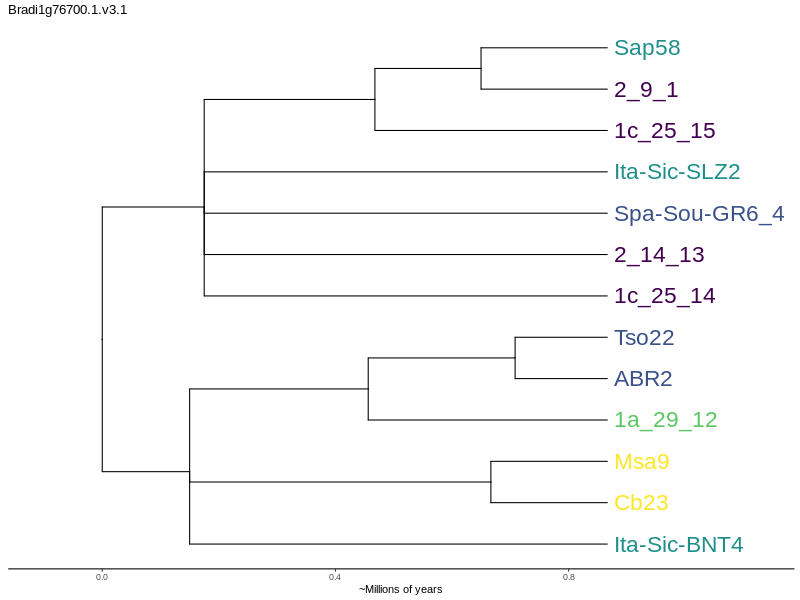 Bradi1g76700.1.v3.1
Sap58
2_9_1
1c_25_15
Ita-Sic-SLZ2
Spa-Sou-GR6_4
2_14_13
1c_25_14
Tso22
ABR2
1a_29_12
Msa9
Cb23
Ita-Sic-BNT4
0.0 0.4 0.8
~Millions of years